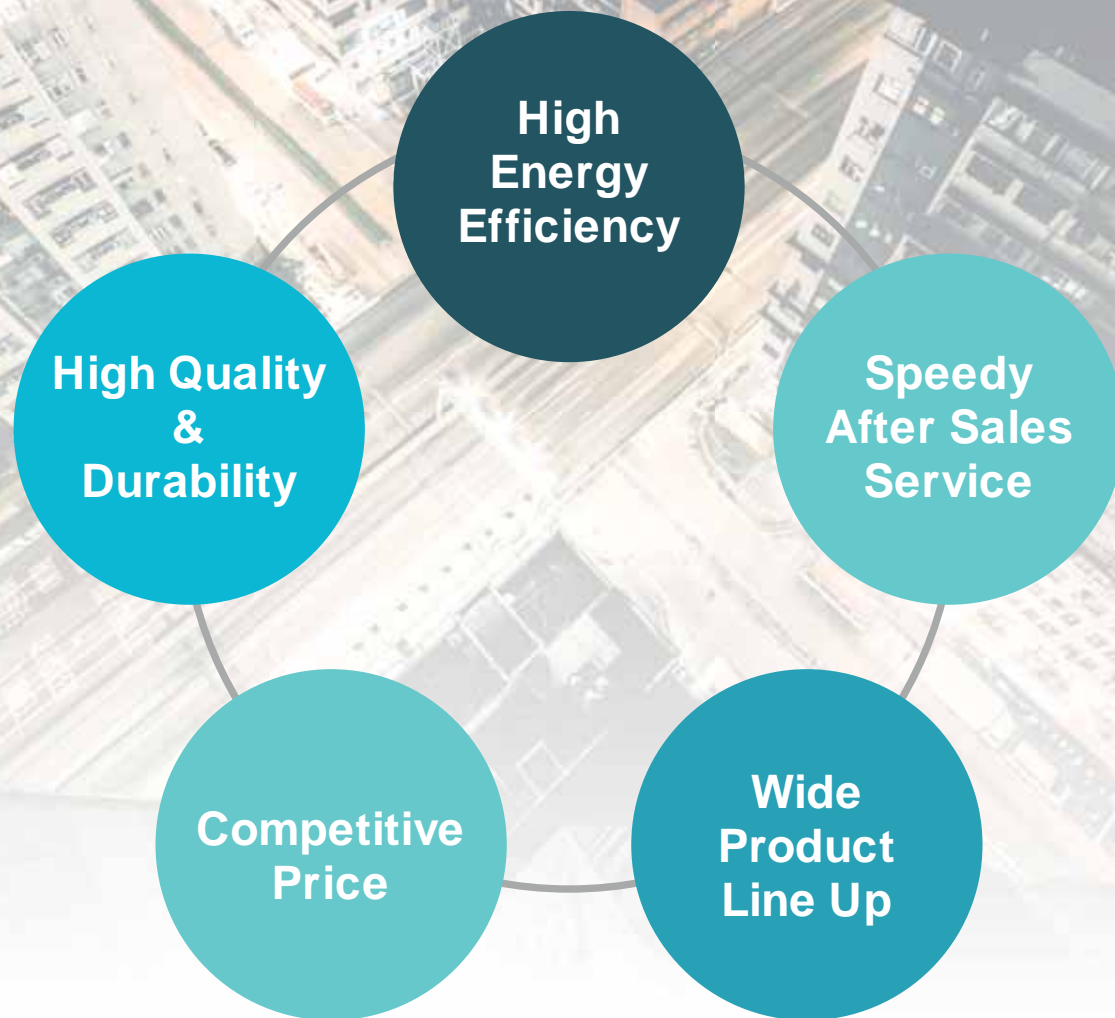 High
Energy
Efficiency
High Quality
&
Durability
Speedy
After Sales
Service
Competitive
Price
Wide
Product
Line Up